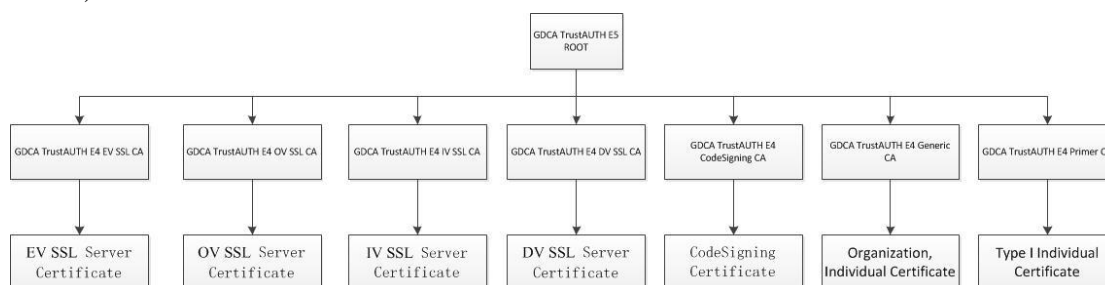 GDCA TrustAUTH E5
ROOT
GDCA TrustAUTH E4 EV SSL CA
GDCA TrustAUTH E4 OV SSL CA
GDCA TrustAUTH E4 IV SSL CA
GDCA TrustAUTH E4 DV SSL CA
GDCA TrustAUTH E4
CodeSigning CA
GDCA TrustAUTH E4 Generic
CA
GDCA TrustAUTH E4 Primer C
EV SSL Server
Certificate
OV SSL Server
Certificate
IV SSL Server
Certificate
DV SSL Server
Certificate
CodeSigning
Certificate
Organization,
Individual Certificate
Type I Individual
Certificate